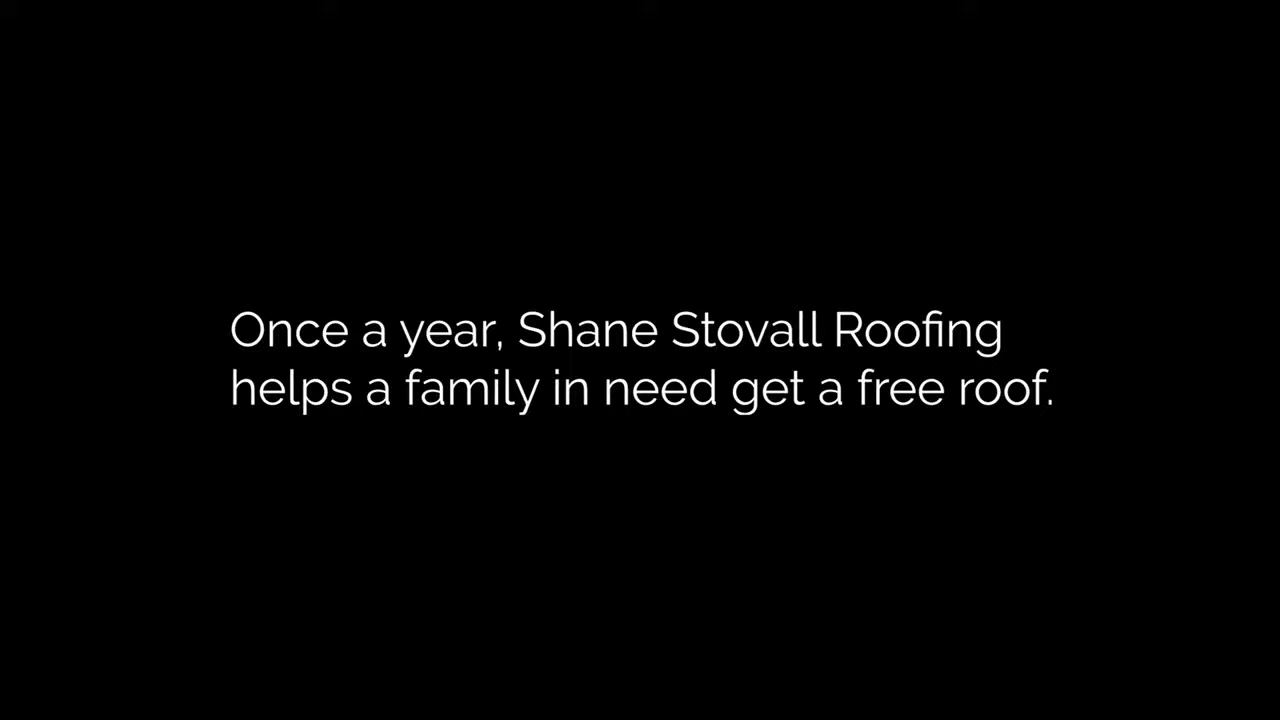 Once a year, Shane Stovall Roofing
helps a family in need get a free roof.